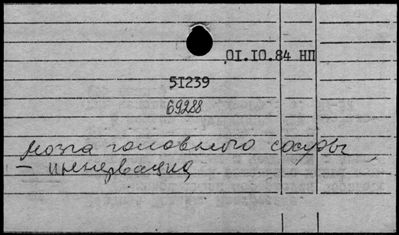 01.10.84 НП
51239
69288
мозга головного сосуды
— иннервация